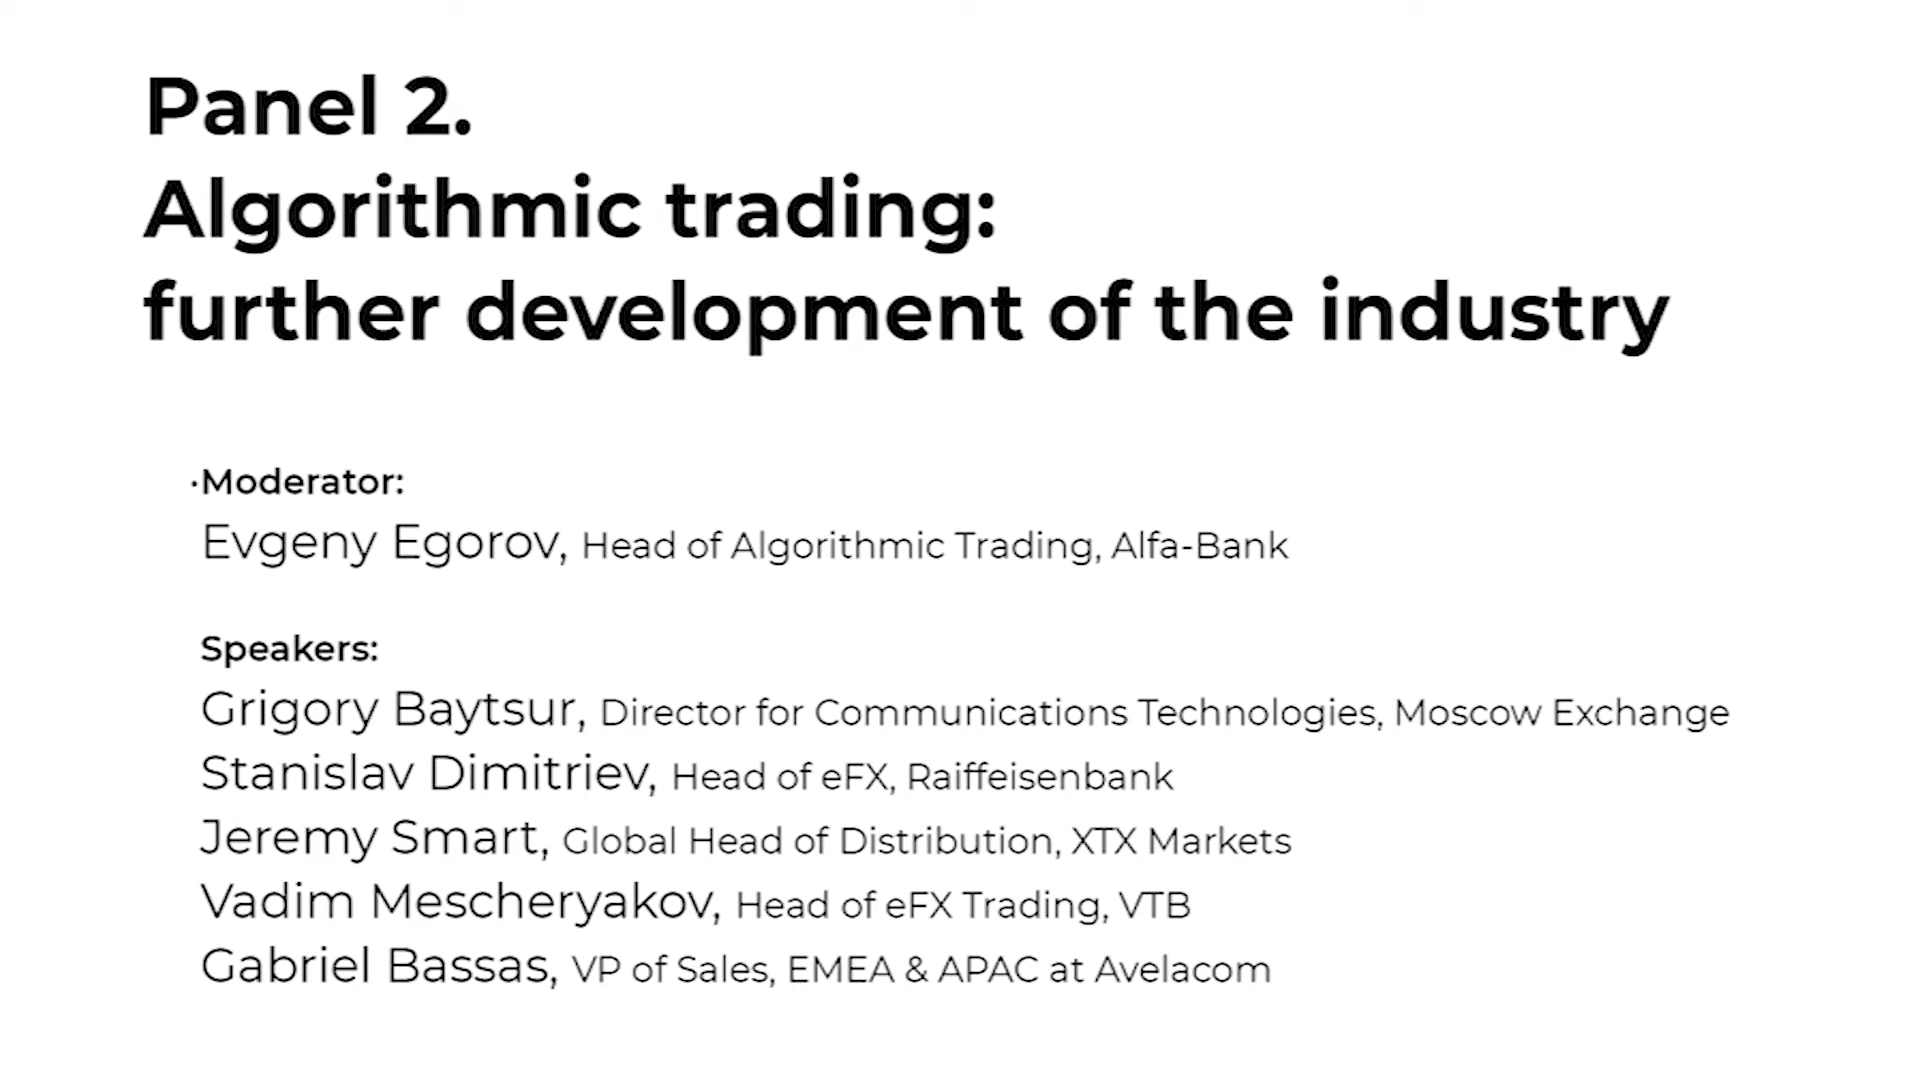 Panel 2.
Algorithmic trading:
further development of the industry
·Moderator:
Evgeny Egorov, Head of Algorithmic Trading, Alfa-Bank
Speakers:
Grigory Baytsur, Director for Communications Technologies, Moscow Exchange
Stanislav Dimitriev, Head of eFX, Raiffeisenbank
Jeremy Smart, Global Head of Distribution, XTX Markets
Vadim Mescheryakov, Head of eFX Trading, VTB
Gabriel Bassas, VP of Sales, EMEA & APAC at Avelacom